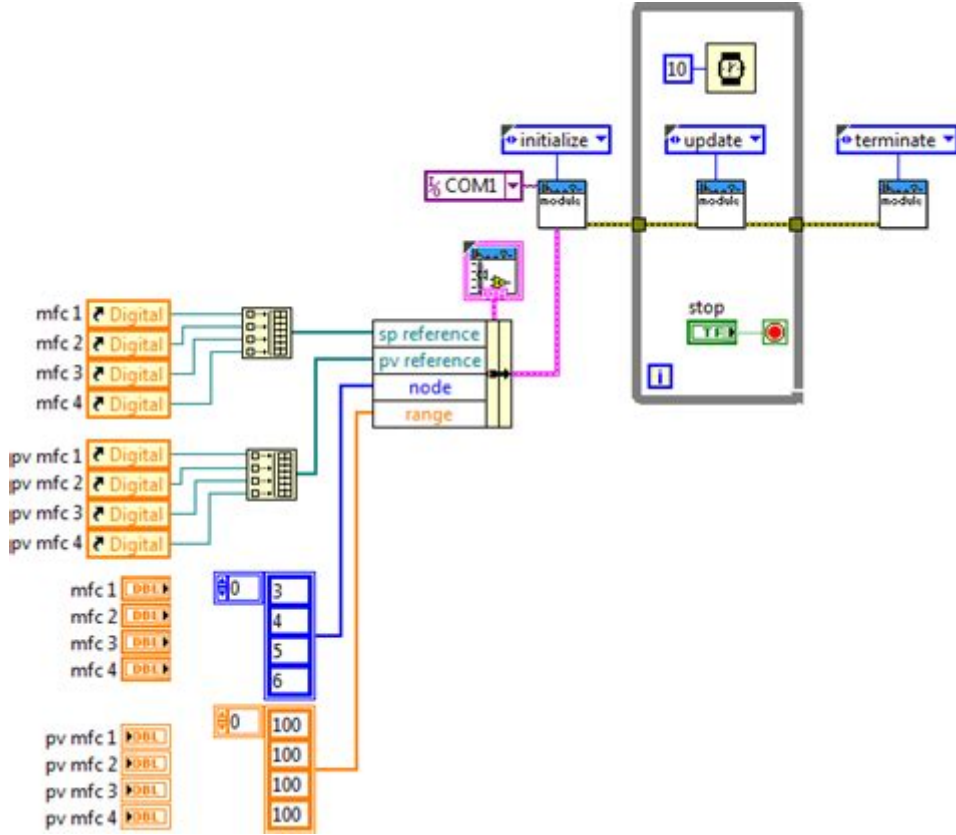 10
initialize
update
terminate
COM1
module
module
module
mfc 1 Digital
mfc 2 Digital
mfc 3 Digital
mfc 4 Digital
sp reference
pv reference
node
range
stop
TF
i
pv mfc 1 Digital
pv mfc 2 Digital
pv mfc 3 Digital
pv mfc 4 Digital
mfc 1 DBL
mfc 2 DBL
mfc 3 DBL
mfc 4 DBL
0
3
4
5
6
pv mfc 1 DBL
pv mfc 2 DBL
pv mfc 3 DBL
pv mfc 4 DBL
0
100
100
100
100